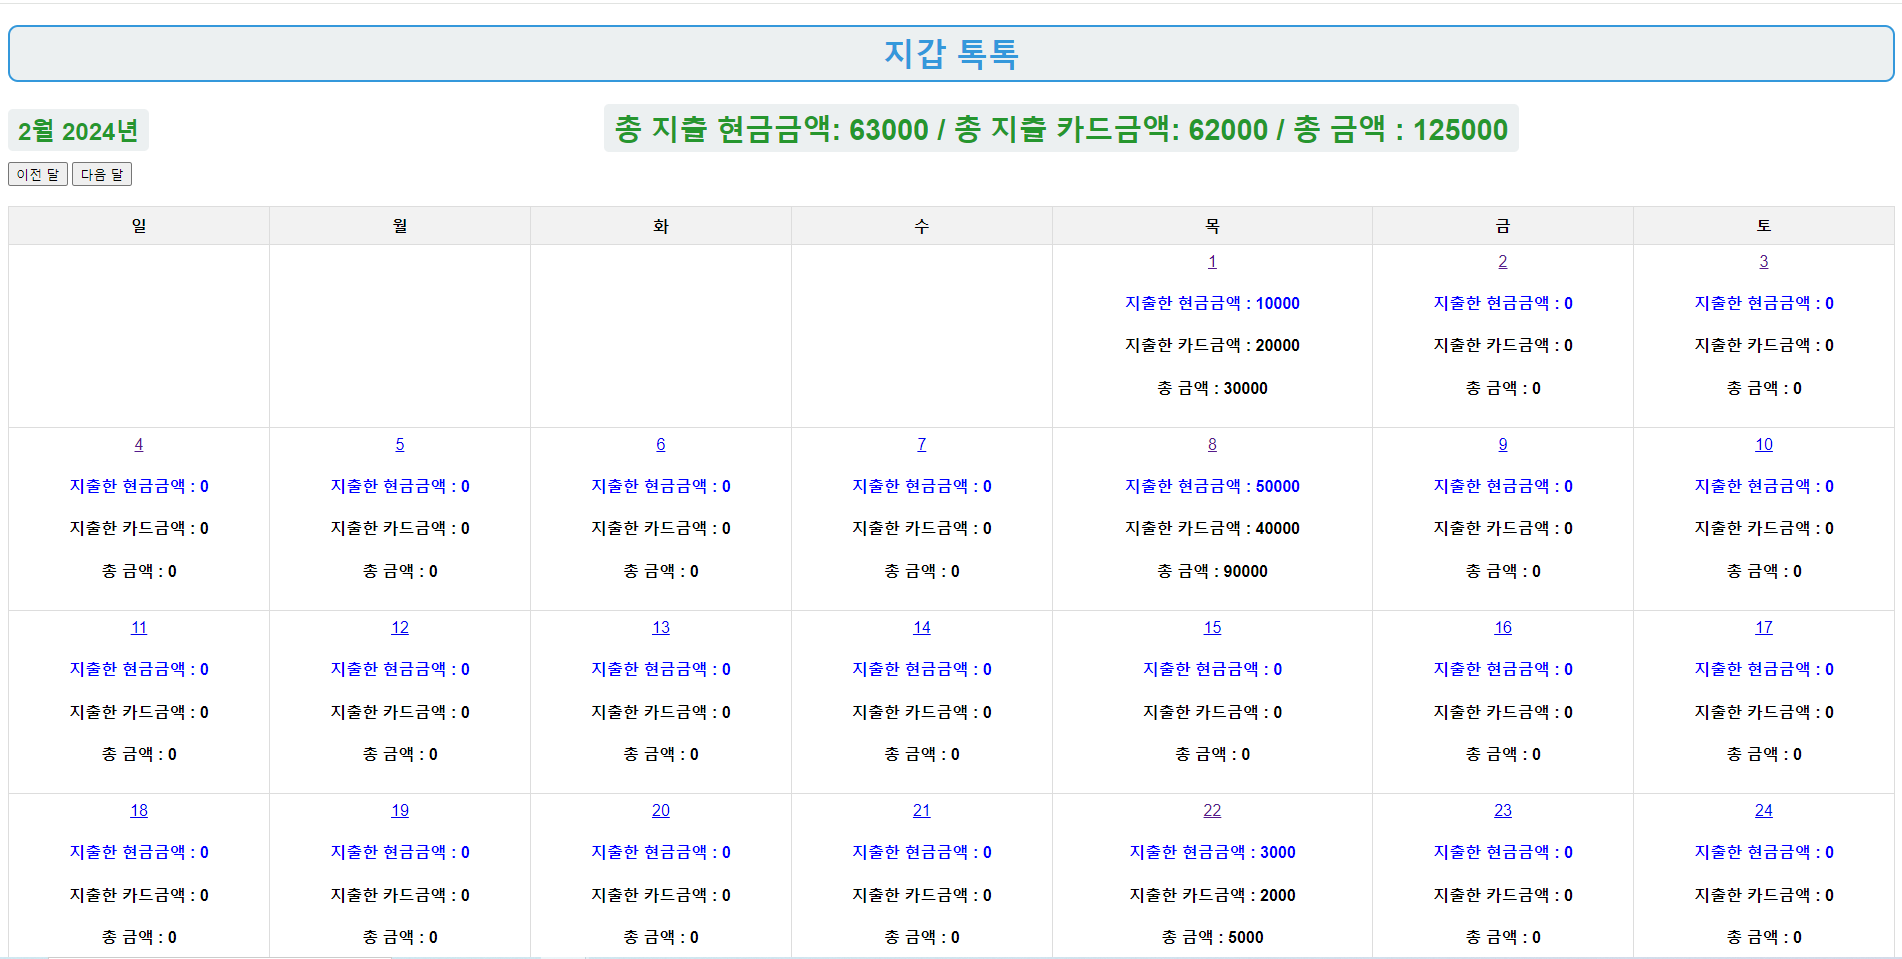 지갑 톡톡
2월 2024년
총 지출 현금금액: 63000 / 총 지출 카드금액: 62000 / 총 금액 : 125000
이전 달 다음 달
일 월 화 수 목 금 토
1 2 3
지출한 현금금액 : 10000 지출한 현금금액 : 0 지출한 현금금액 : 0
지출한 카드금액 : 20000 지출한 카드금액 : 0 지출한 카드금액 : 0
총 금액 : 30000 총 금액 : 0 총 금액 : 0
4 5 6 7 8 9 10
지출한 현금금액 : 0 지출한 현금금액 : 0 지출한 현금금액 : 0 지출한 현금금액 : 0 지출한 현금금액 : 50000 지출한 현금금액 : 0 지출한 현금금액 : 0
지출한 카드금액 : 0 지출한 카드금액 : 0 지출한 카드금액 : 0 지출한 카드금액 : 0 지출한 카드금액 : 40000 지출한 카드금액 : 0 지출한 카드금액 : 0
총 금액 : 0 총 금액 : 0 총 금액 : 0 총 금액 : 0 총 금액 : 90000 총 금액 : 0 총 금액 : 0
11 12 13 14 15 16 17
지출한 현금금액 : 0 지출한 현금금액 : 0 지출한 현금금액 : 0 지출한 현금금액 : 0 지출한 현금금액 : 0 지출한 현금금액 : 0 지출한 현금금액 : 0
지출한 카드금액 : 0 지출한 카드금액 : 0 지출한 카드금액 : 0 지출한 카드금액 : 0 지출한 카드금액 : 0 지출한 카드금액 : 0 지출한 카드금액 : 0
총 금액 : 0 총 금액 : 0 총 금액 : 0 총 금액 : 0 총 금액 : 0 총 금액 : 0 총 금액 : 0
18 19 20 21 22 23 24
지출한 현금금액 : 0 지출한 현금금액 : 0 지출한 현금금액 : 0 지출한 현금금액 : 0 지출한 현금금액 : 3000 지출한 현금금액 : 0 지출한 현금금액 : 0
지출한 카드금액 : 0 지출한 카드금액 : 0 지출한 카드금액 : 0 지출한 카드금액 : 0 지출한 카드금액 : 2000 지출한 카드금액 : 0 지출한 카드금액 : 0
총 금액 : 0 총 금액 : 0 총 금액 : 0 총 금액 : 0 총 금액 : 5000 총 금액 : 0 총 금액 : 0